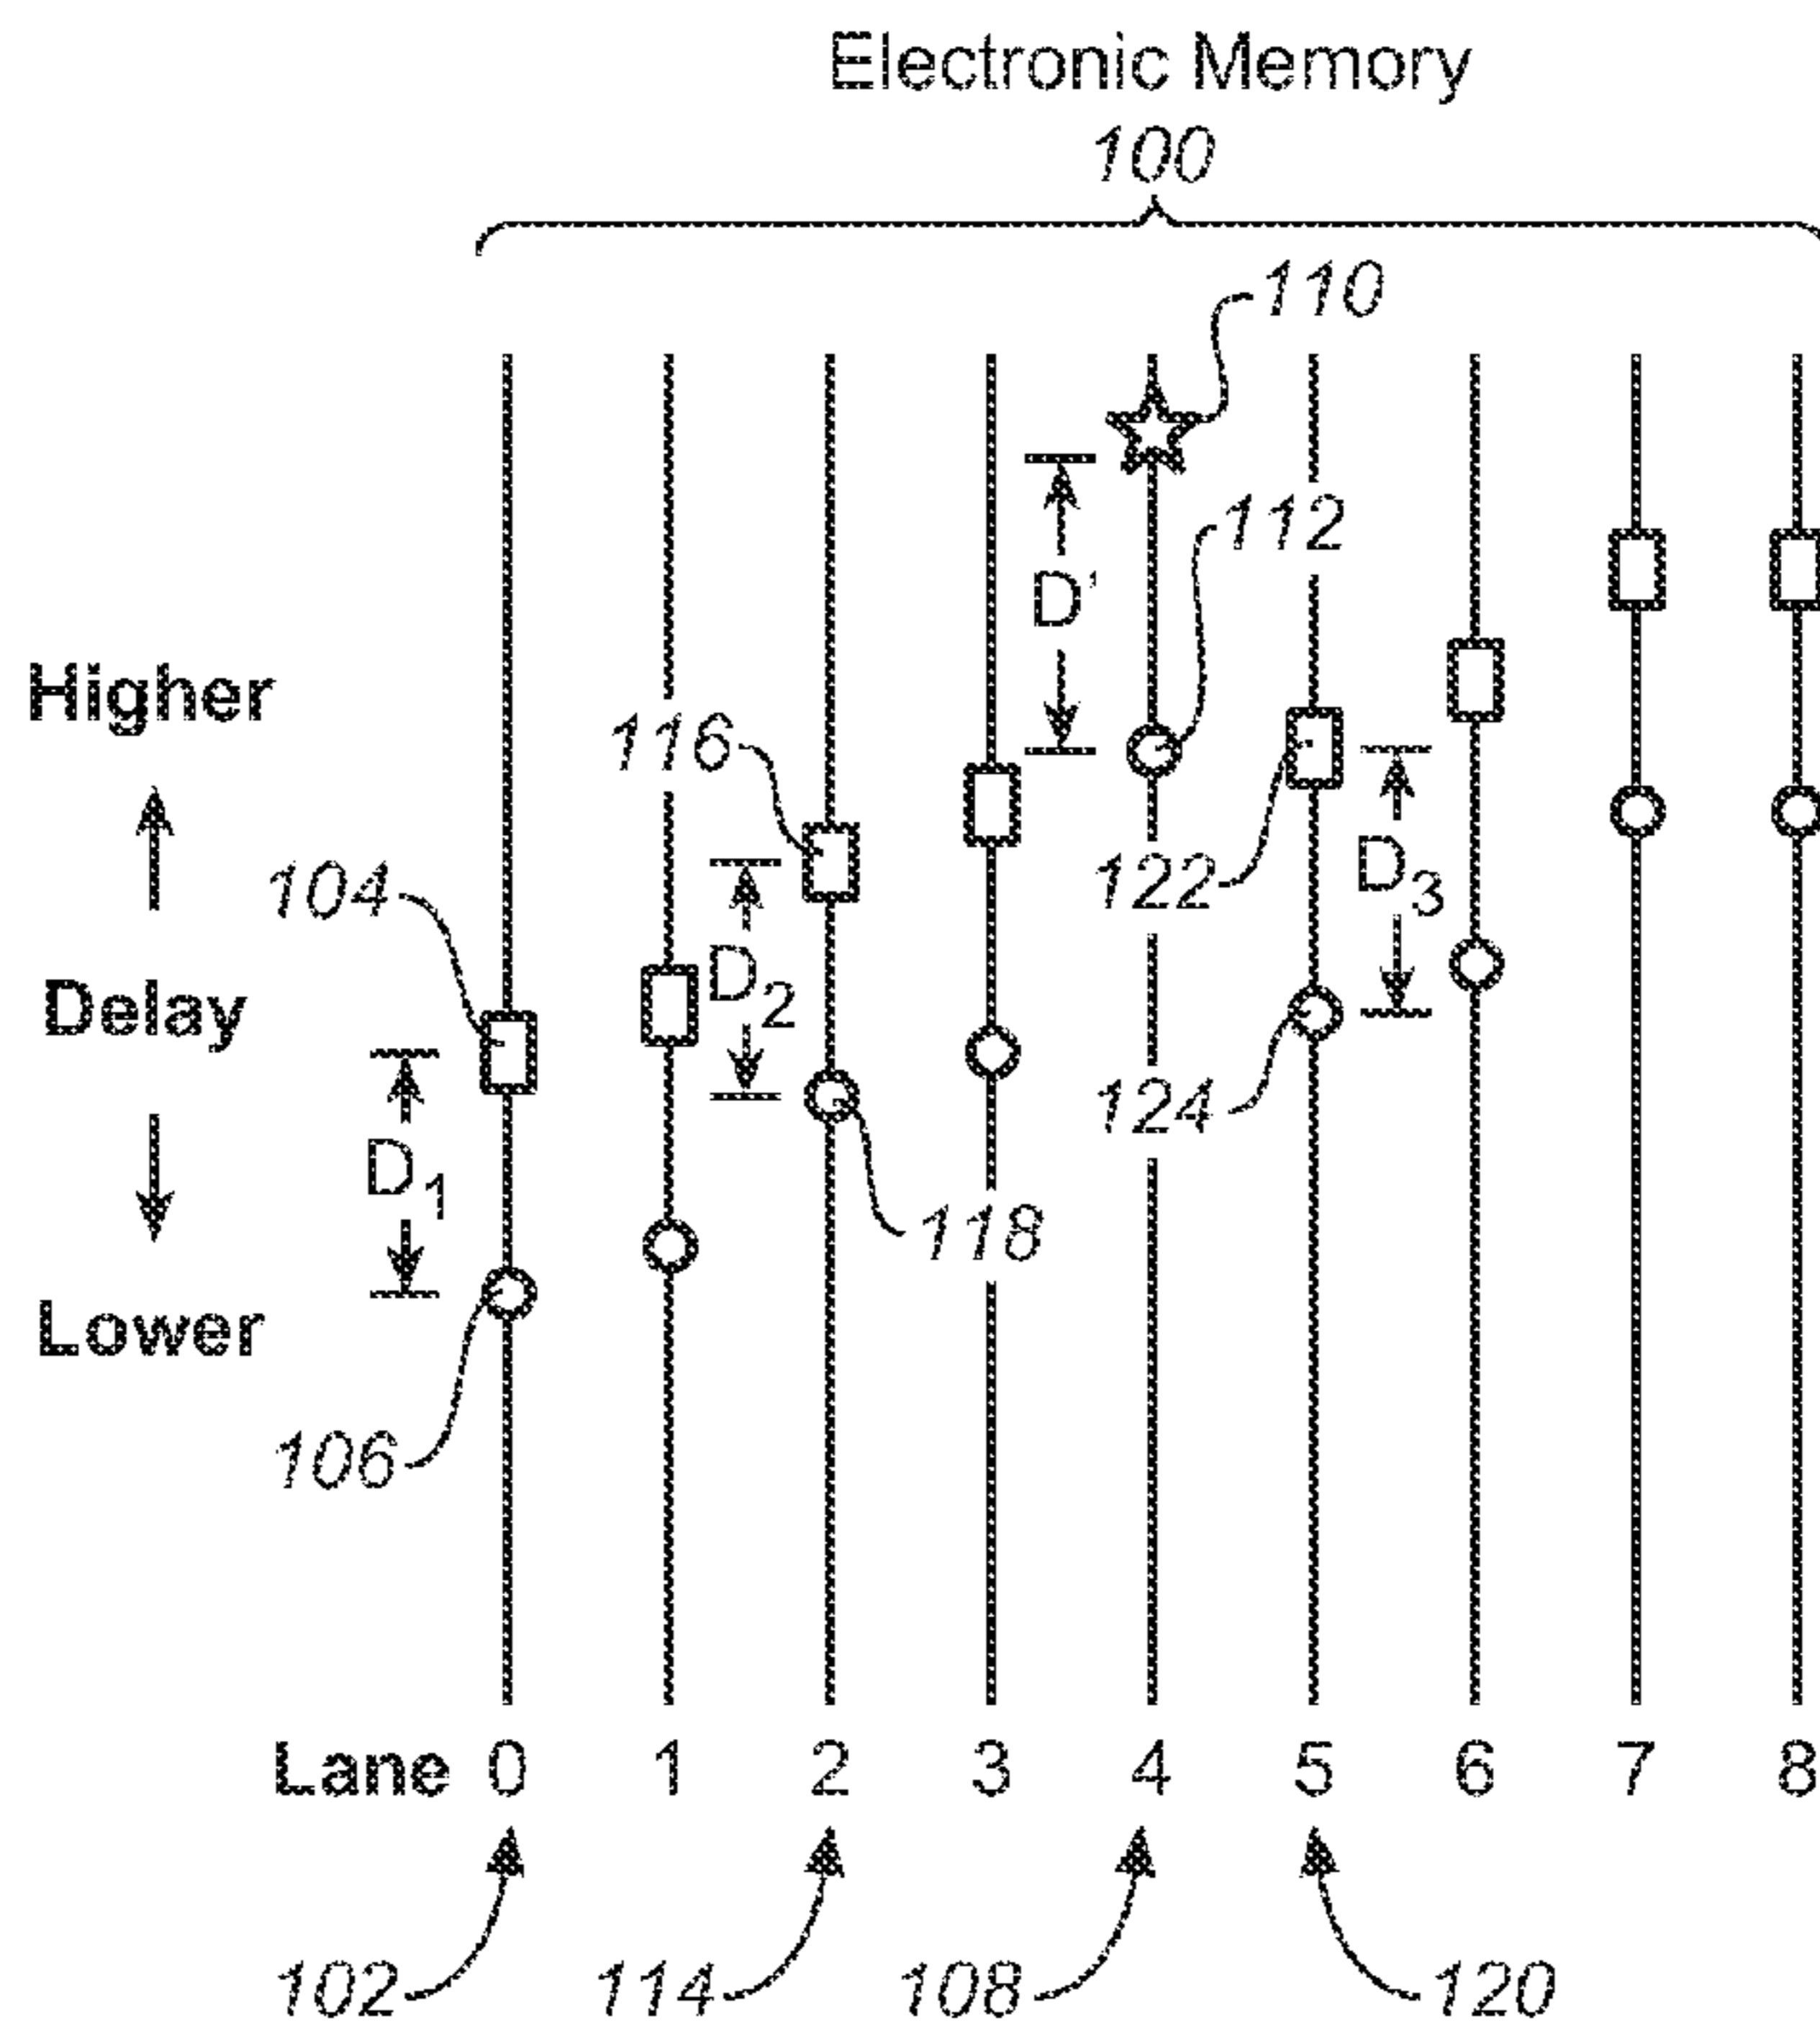 Electronic Memory
100
110
112
D'
Higher
116
104
122
D3
Delay
D2
124
D1
118
Lower
106
Lane 0 1 2 3 4 5 6 7 8
102 114 108 120